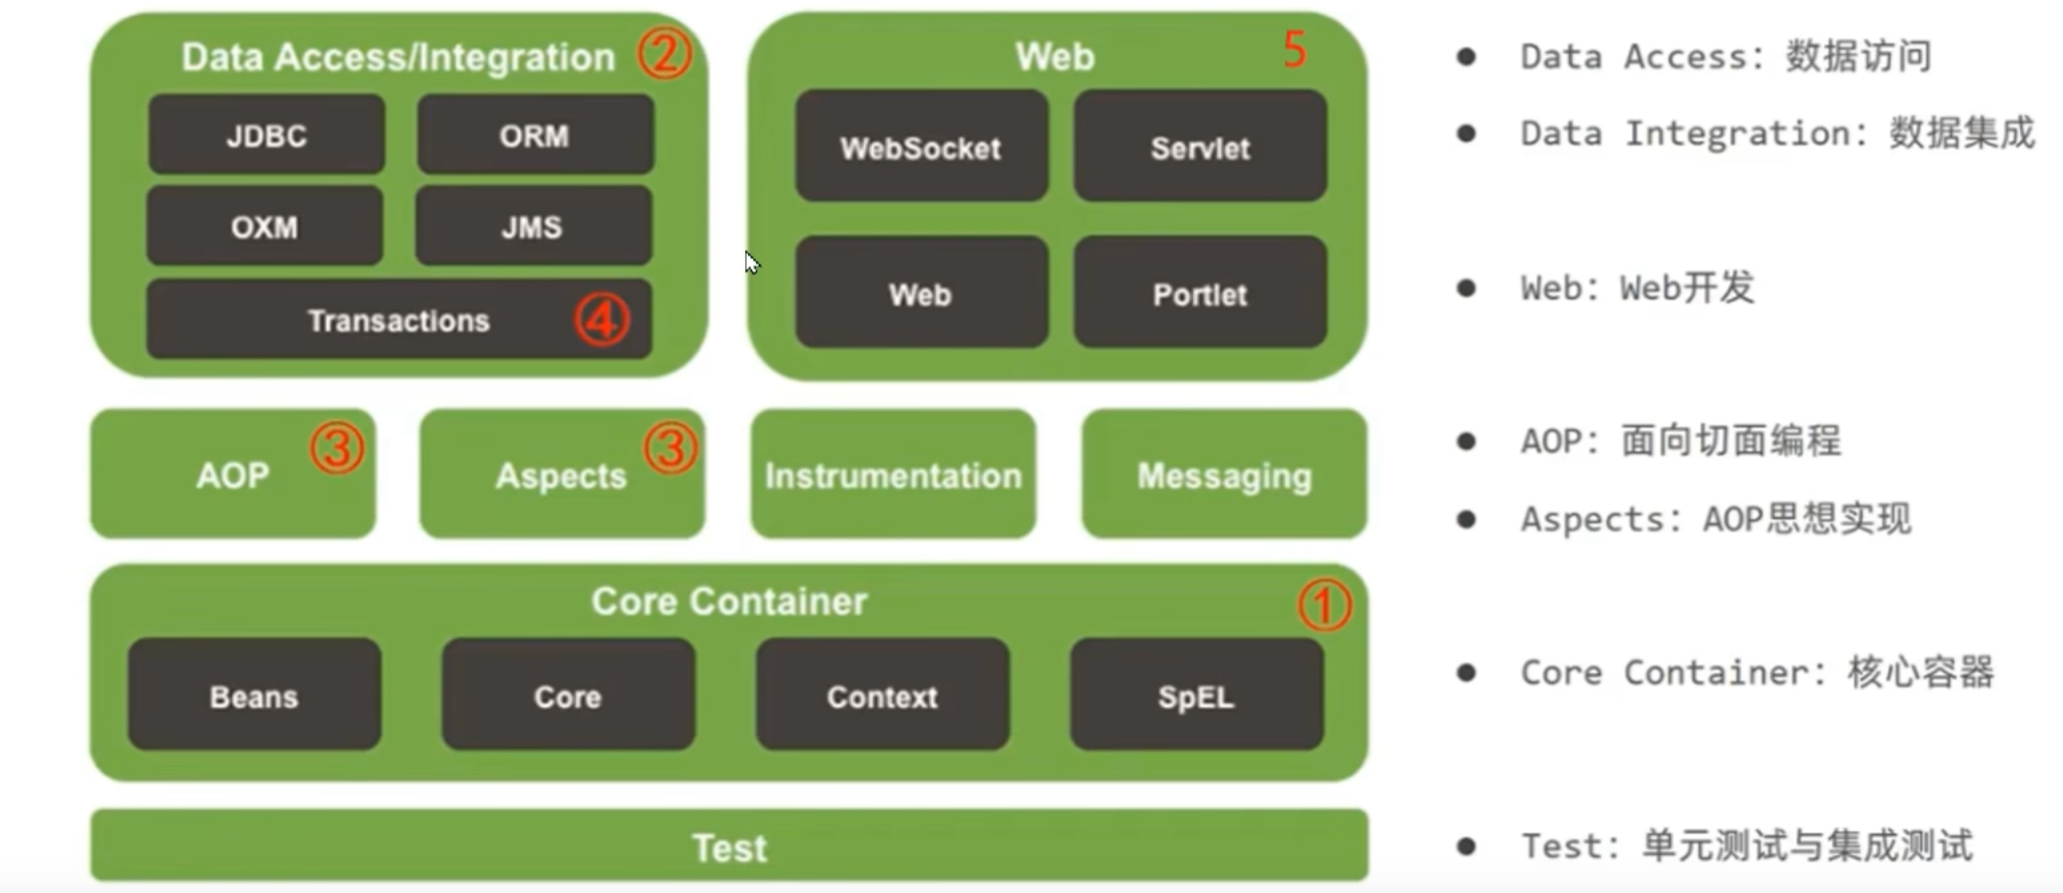 Data Access/Integration ②
JDBC
ORM
OXM
JMS
Transactions ④
Web 5
WebSocket
Servlet
Web
Portlet
AOP ③
Aspects ③
Instrumentation
Messaging
Core Container ①
Beans
Core
Context
SpEL
Test
● Data Access：数据访问
● Data Integration：数据集成
● Web：Web开发
● AOP：面向切面编程
● Aspects：AOP思想实现
● Core Container：核心容器
● Test：单元测试与集成测试